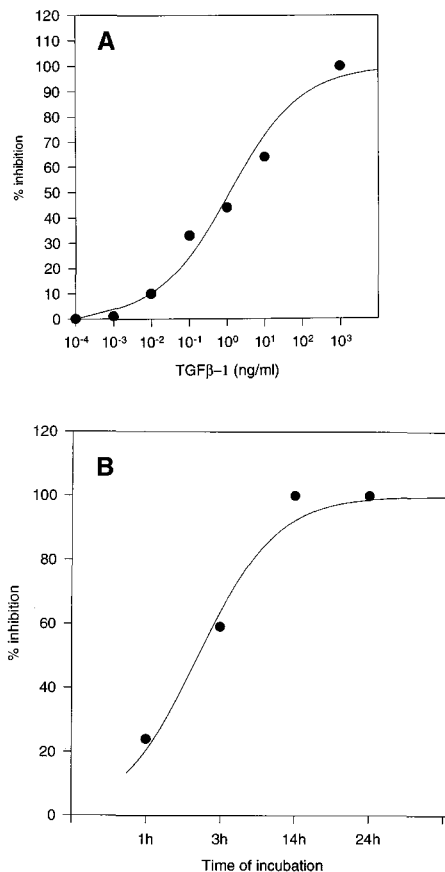 A
120
110
100
90
80
70
60
50
40
30
20
10
0
% inhibition
10⁻⁴ 10⁻³ 10⁻² 10⁻¹ 10⁰ 10¹ 10² 10³
TGFβ−1 (ng/ml)
B
120
100
80
60
40
20
0
% inhibition
1h 3h 14h 24h
Time of incubation